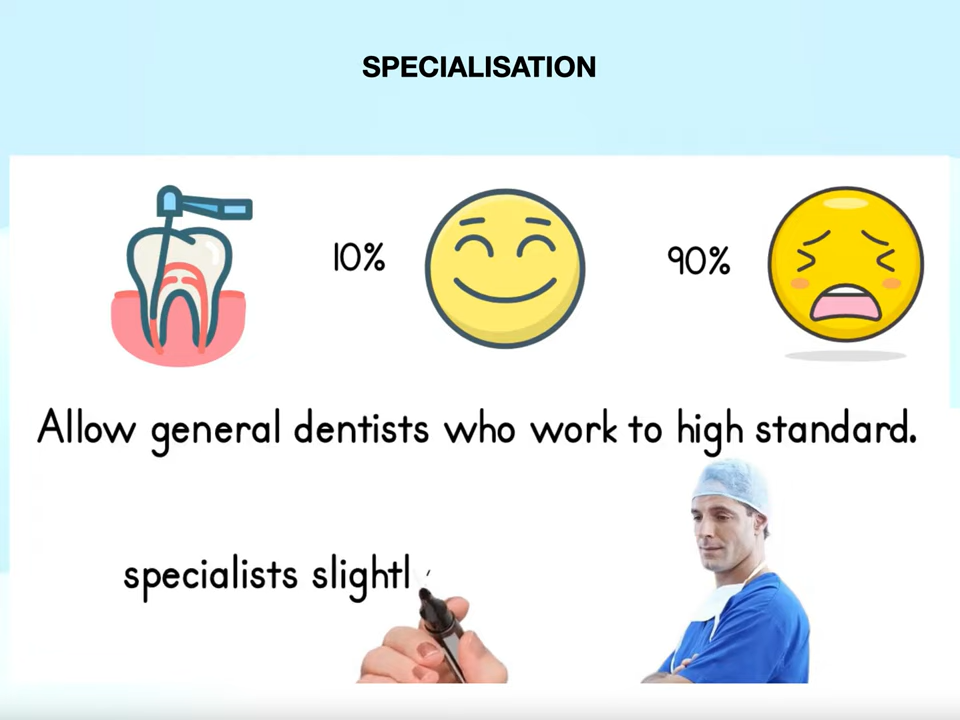 SPECIALISATION
10%
90%
Allow general dentists who work to high standard.
specialists slightl